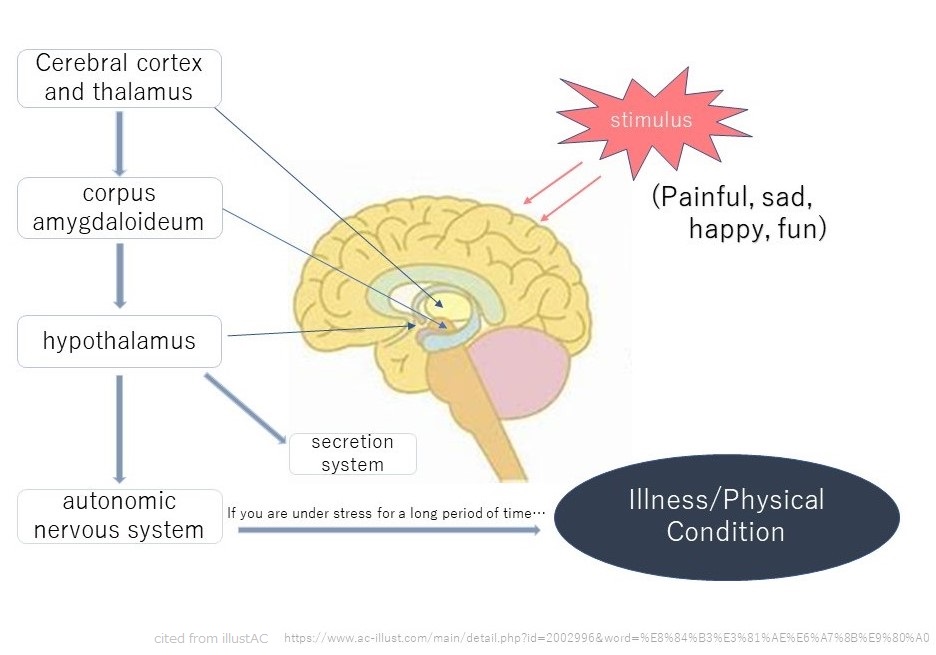 Cerebral cortex
and thalamus
stimulus
corpus
amygdaloideum
(Painful, sad,
happy, fun)
hypothalamus
secretion
system
autonomic
nervous system
If you are under stress for a long period of time…
Illness/Physical
Condition
cited from illustAC https://www.ac-illust.com/main/detail.php?id=2002996&word=%E8%84%B3%E3%81%AE%E6%A7%8B%E9%80%A0